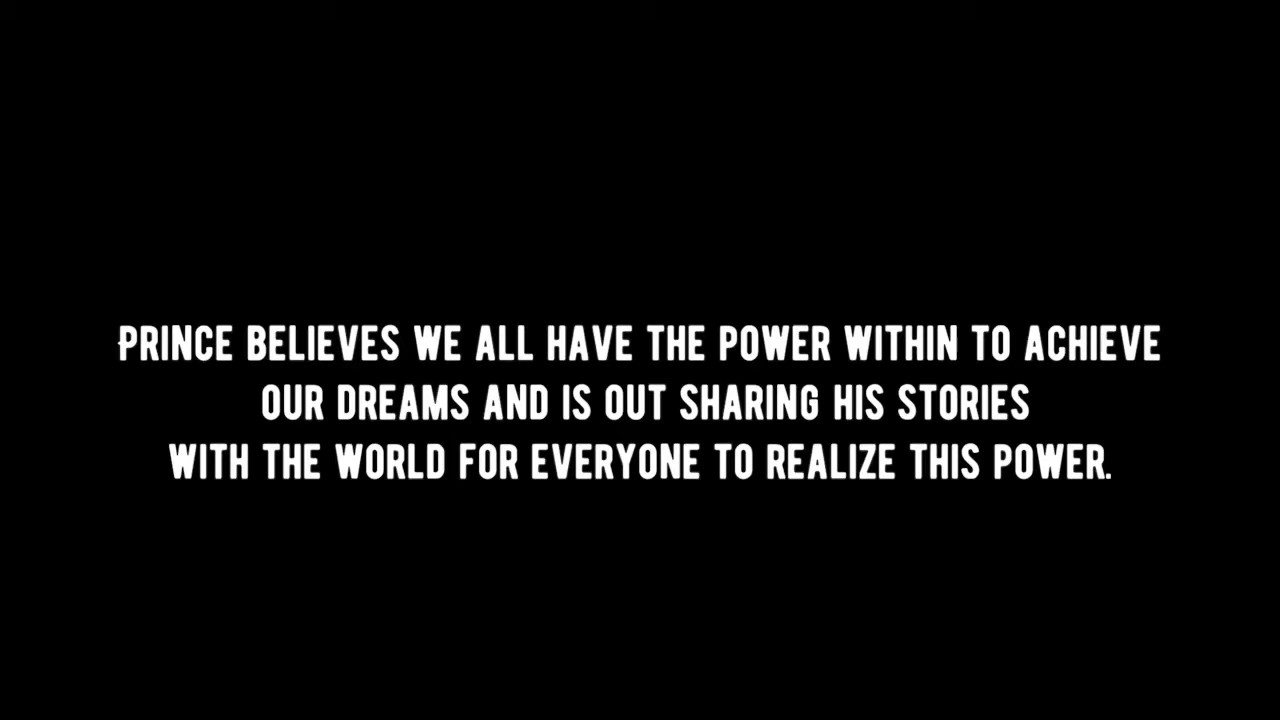 PRINCE BELIEVES WE ALL HAVE THE POWER WITHIN TO ACHIEVE
OUR DREAMS AND IS OUT SHARING HIS STORIES
WITH THE WORLD FOR EVERYONE TO REALIZE THIS POWER.